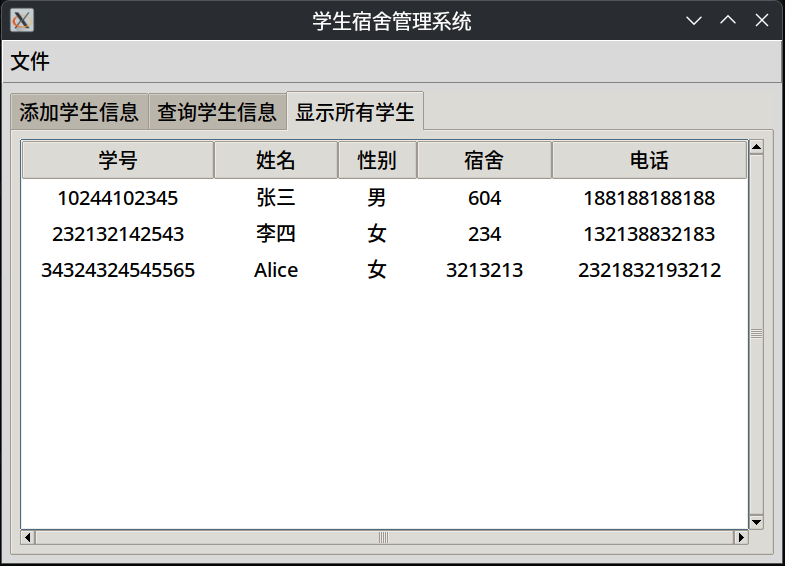 学生宿舍管理系统
文件
添加学生信息 查询学生信息 显示所有学生
学号 姓名 性别 宿舍 电话
10244102345 张三 男 604 188188188188
232132142543 李四 女 234 132138832183
34324324545565 Alice 女 3213213 2321832193212